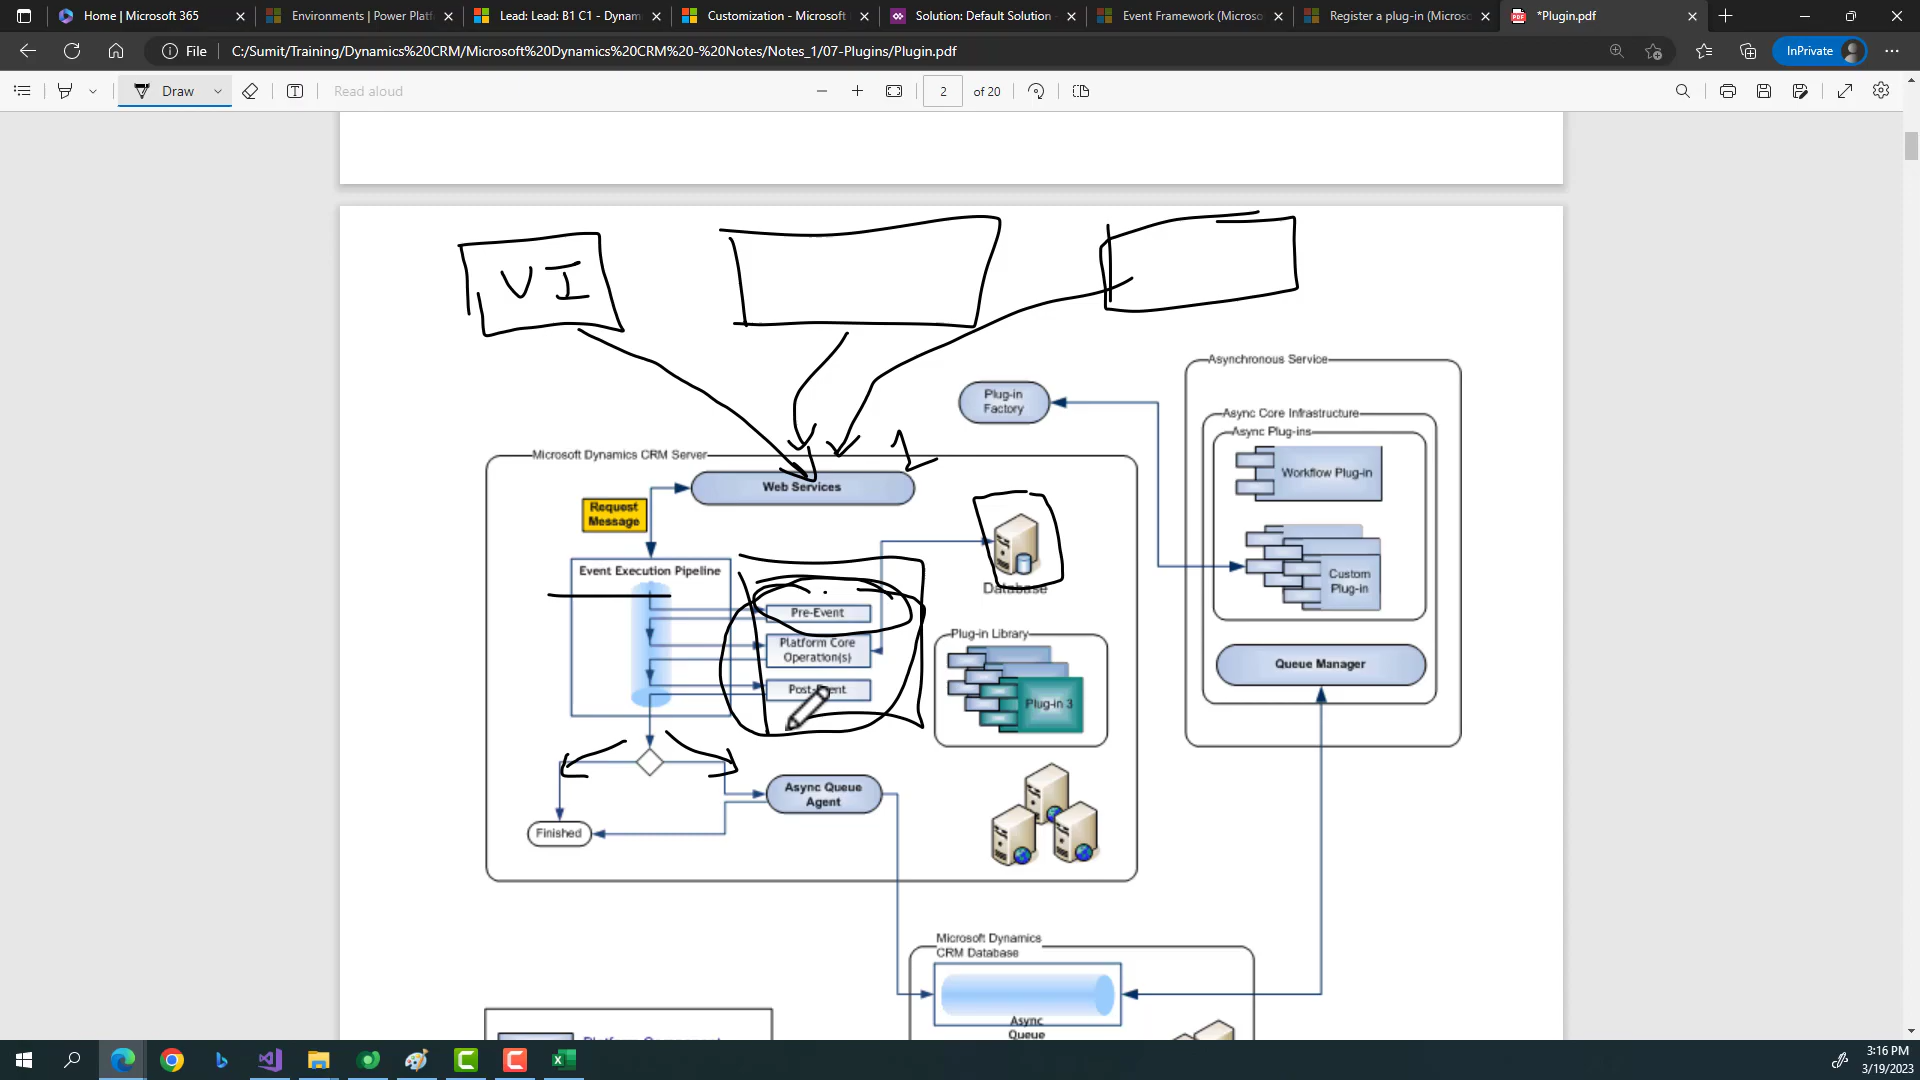 Home | Microsoft 365
Environments | Power Platf
Lead: Lead: B1 C1 - Dynam
Customization - Microsoft
Solution: Default Solution -
Event Framework (Microso
Register a plug-in (Microso
*Plugin.pdf
File
C:/Sumit/Training/Dynamics%20CRM/Microsoft%20Dynamics%20CRM%20-%20Notes/Notes_1/07-Plugins/Plugin.pdf
InPrivate
Draw
Read aloud
2
of 20
VI
Asynchronous Service
Plug-in
Factory
Async Core Infrastructure
Async Plug-ins
Workflow Plug-in
Microsoft Dynamics CRM Server
Web Services
Request
Message
Event Execution Pipeline
Custom
Plug-in
Database
Pre-Event
Platform Core
Operation(s)
Plug-in Library
Queue Manager
Post-Event
Plug-in 3
Async Queue
Agent
Finished
Microsoft Dynamics
CRM Database
Async
Queue
3:16 PM
3/19/2023